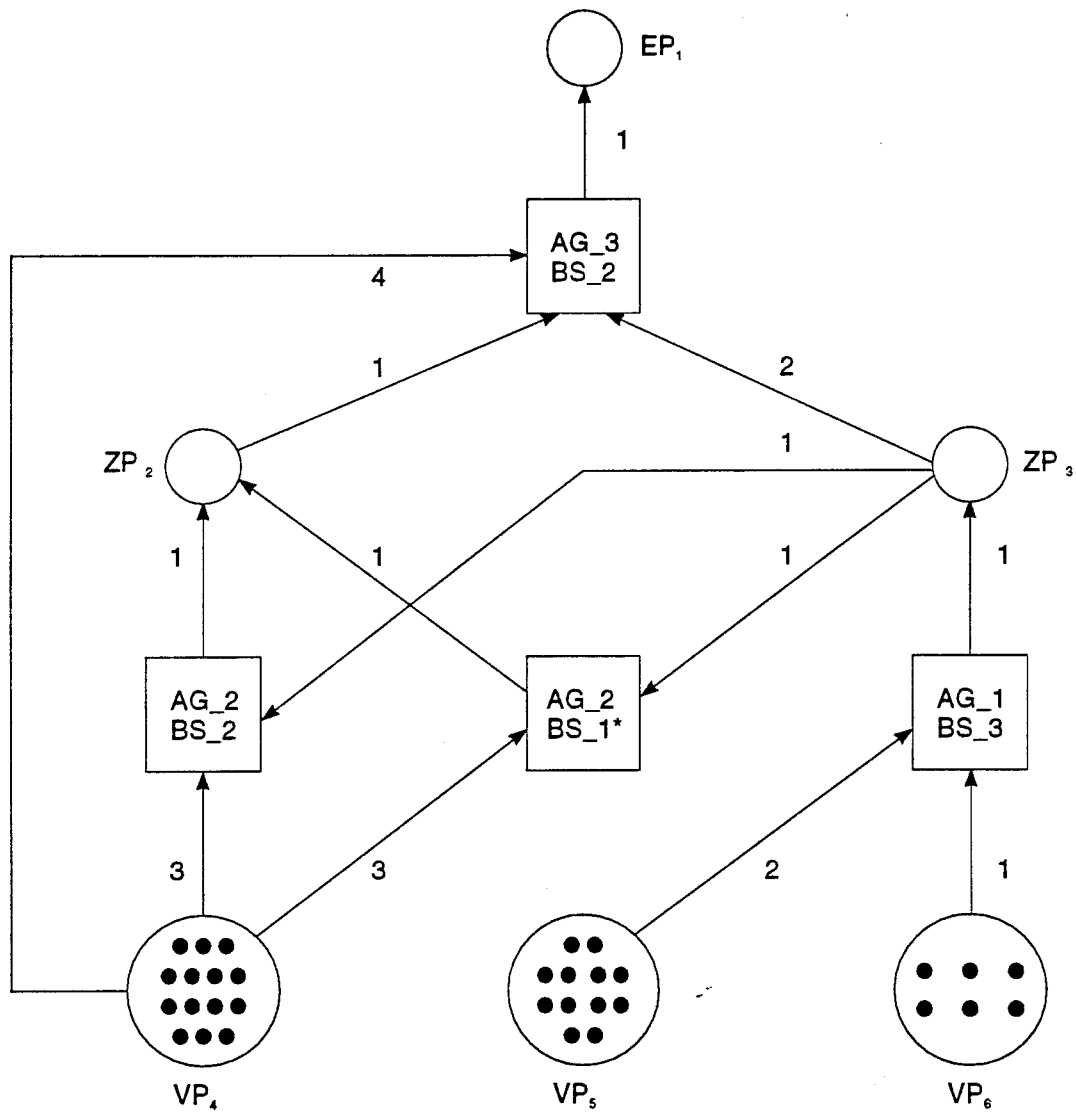 EP₁
1
AG_3
BS_2
4
1
2
1
ZP₂
ZP₃
1
1
1
1
AG_2
BS_2
AG_2
BS_1*
AG_1
BS_3
3
3
2
1
VP₄
VP₅
VP₆